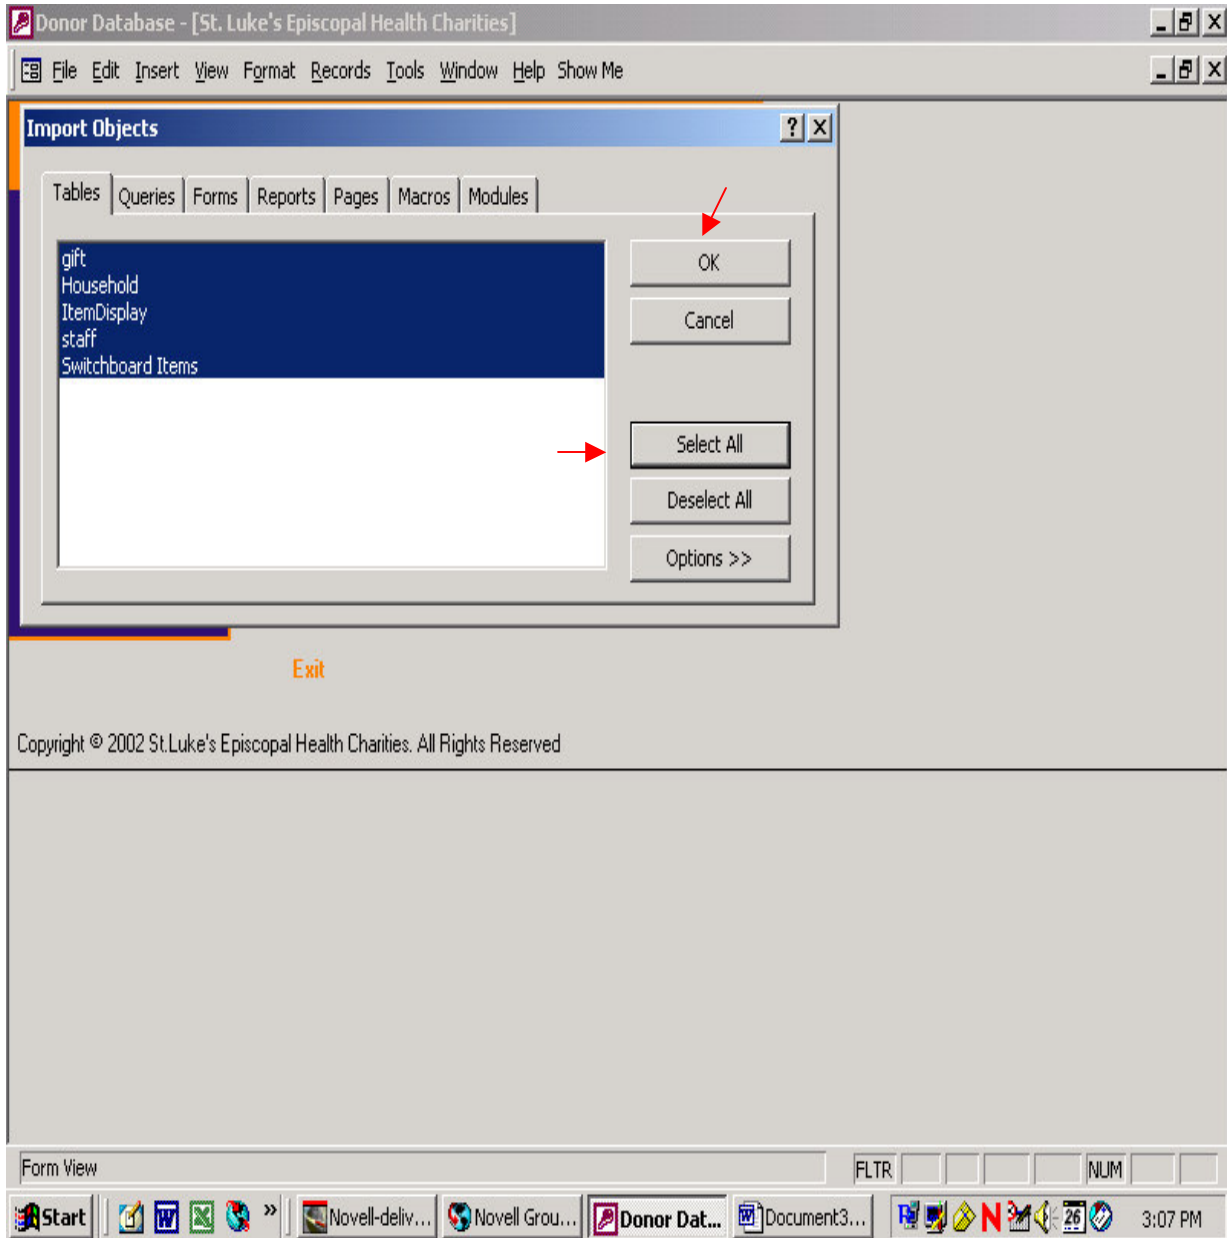 Donor Database - [St. Luke's Episcopal Health Charities]
File Edit Insert View Format Records Tools Window Help Show Me
Import Objects
Tables Queries Forms Reports Pages Macros Modules
gift
Household
ItemDisplay
staff
Switchboard Items
OK
Cancel
Select All
Deselect All
Options >>
Exit
Copyright © 2002 St.Luke's Episcopal Health Charities. All Rights Reserved
Form View FLTR NUM
Start » Novell-deliv... Novell Grou... Donor Dat... Document3... 26 3:07 PM